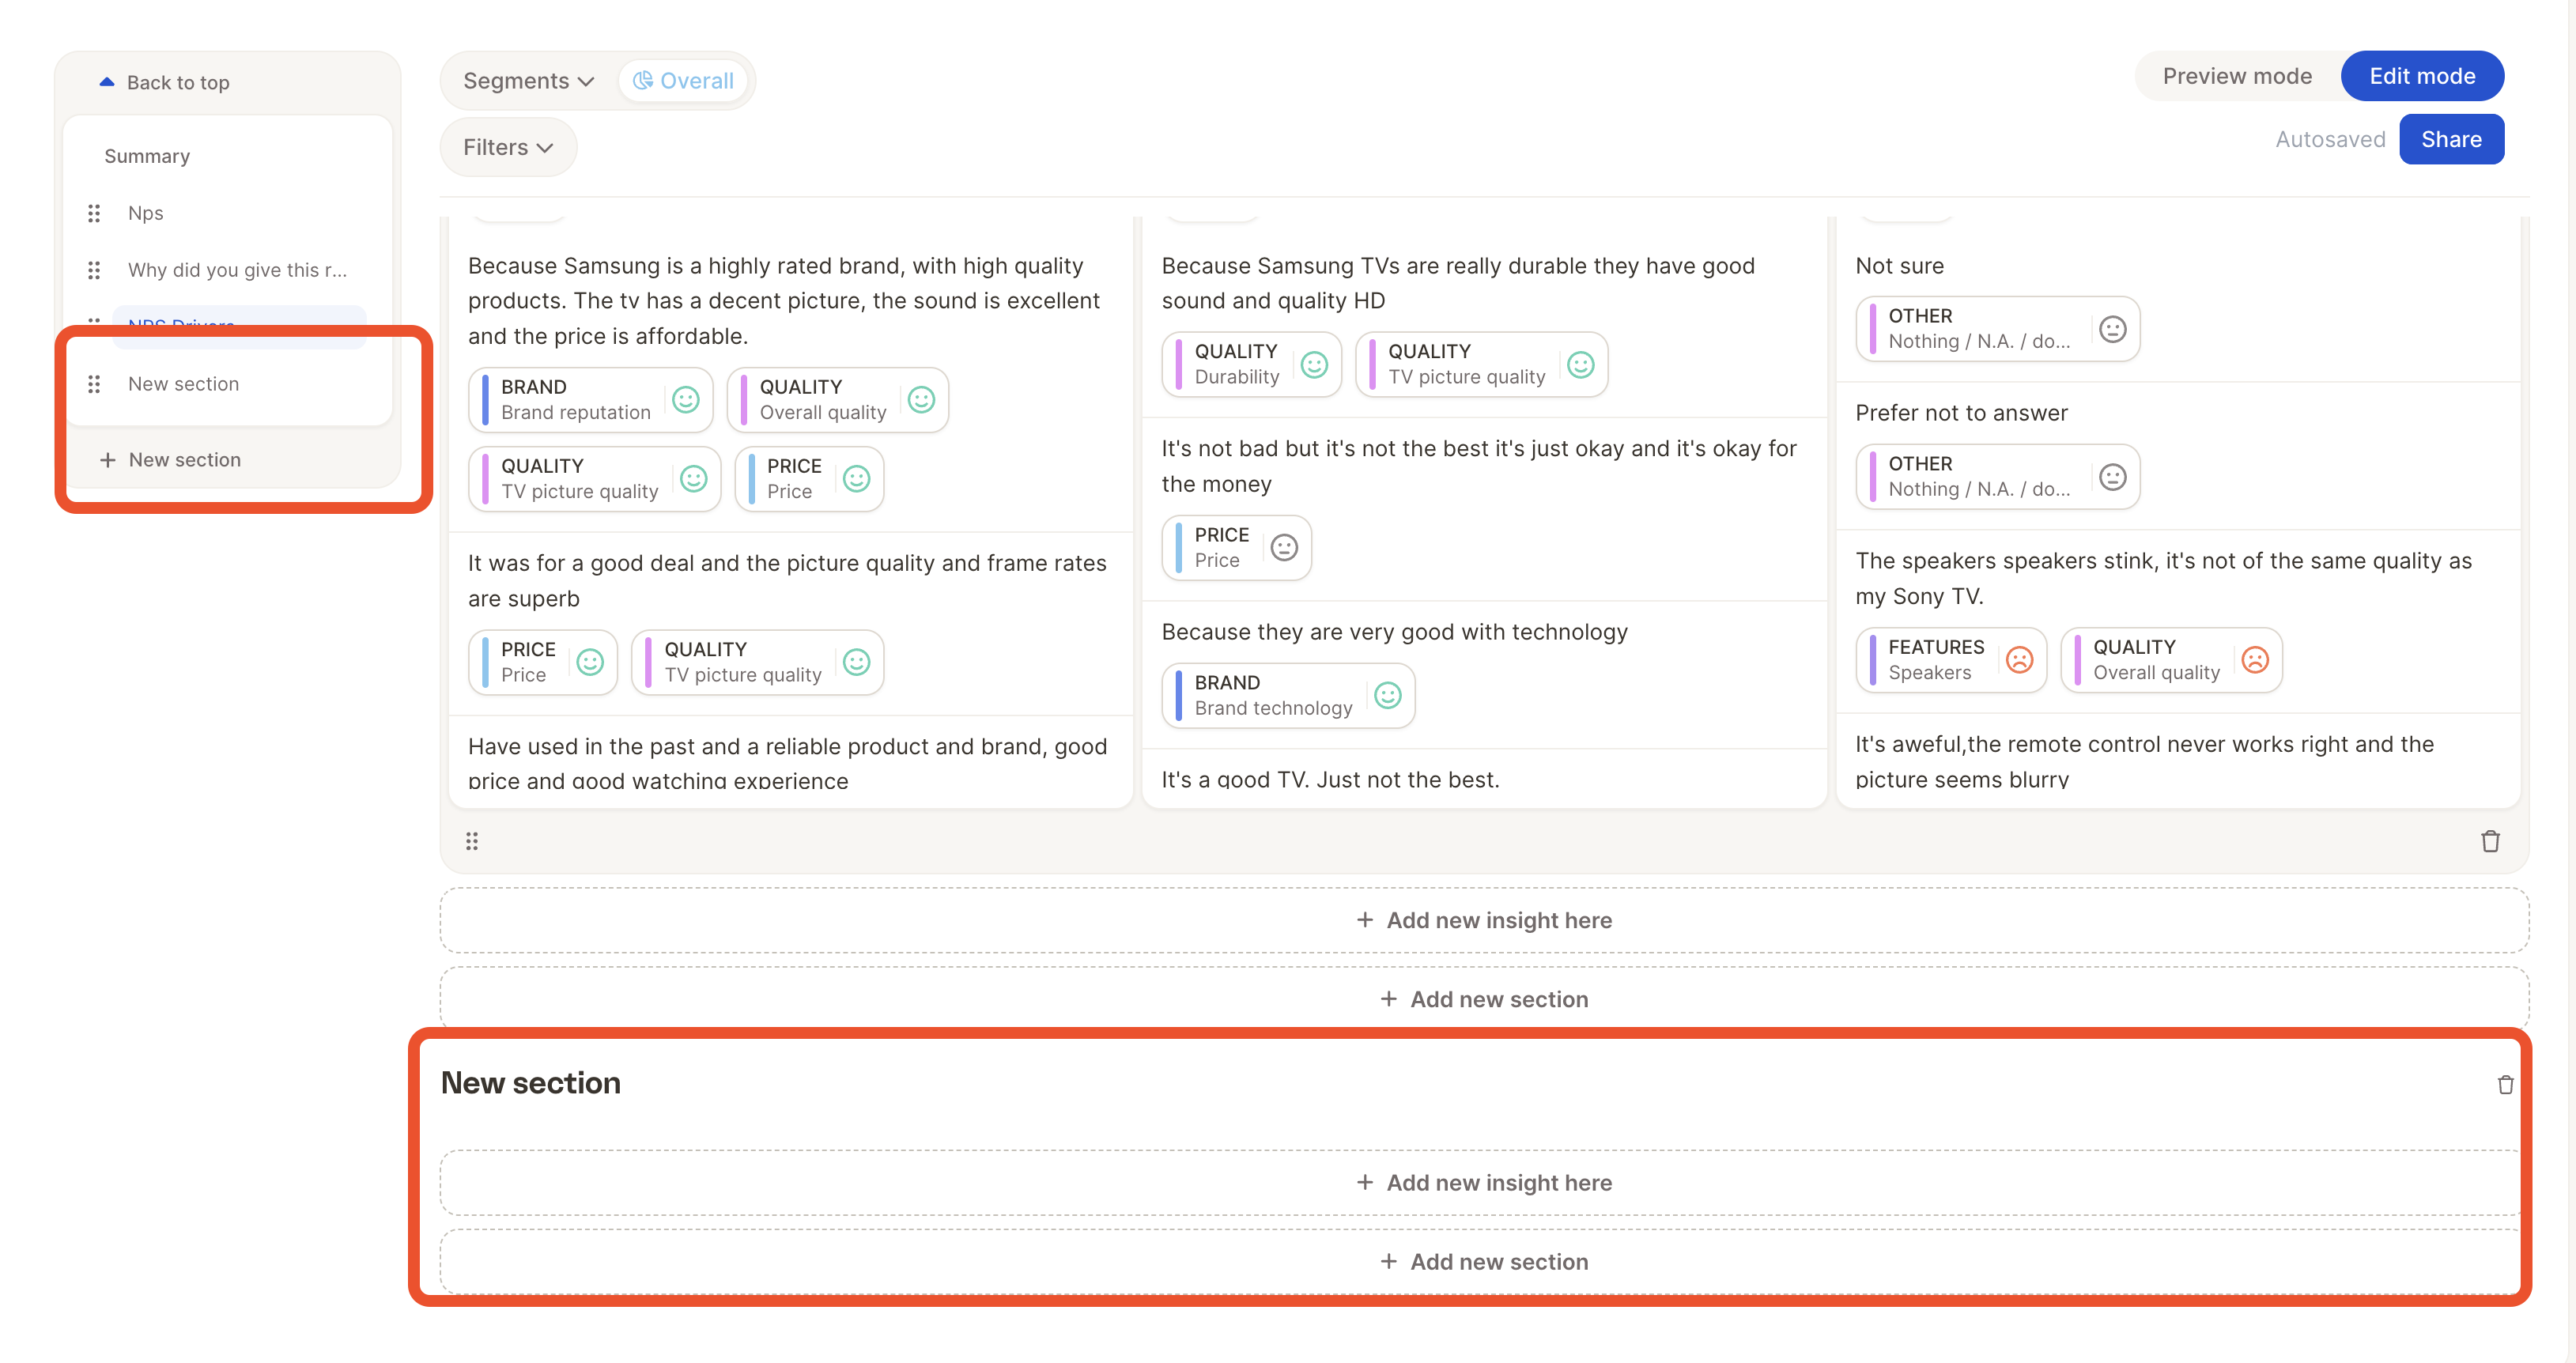 Back to top
Summary
Nps
Why did you give this r...
NPS Drivers
New section
+ New section
Segments
Overall
Filters
Preview mode
Edit mode
Autosaved
Share
Because Samsung is a highly rated brand, with high quality
products. The tv has a decent picture, the sound is excellent
and the price is affordable.
BRAND
Brand reputation
QUALITY
Overall quality
QUALITY
TV picture quality
PRICE
Price
It was for a good deal and the picture quality and frame rates
are superb
PRICE
Price
QUALITY
TV picture quality
Have used in the past and a reliable product and brand, good
price and good watching experience
Because Samsung TVs are really durable they have good
sound and quality HD
QUALITY
Durability
QUALITY
TV picture quality
It's not bad but it's not the best it's just okay and it's okay for
the money
PRICE
Price
Because they are very good with technology
BRAND
Brand technology
It's a good TV. Just not the best.
Not sure
OTHER
Nothing / N.A. / do...
Prefer not to answer
OTHER
Nothing / N.A. / do...
The speakers speakers stink, it's not of the same quality as
my Sony TV.
FEATURES
Speakers
QUALITY
Overall quality
It's aweful,the remote control never works right and the
picture seems blurry
+ Add new insight here
+ Add new section
New section
+ Add new insight here
+ Add new section